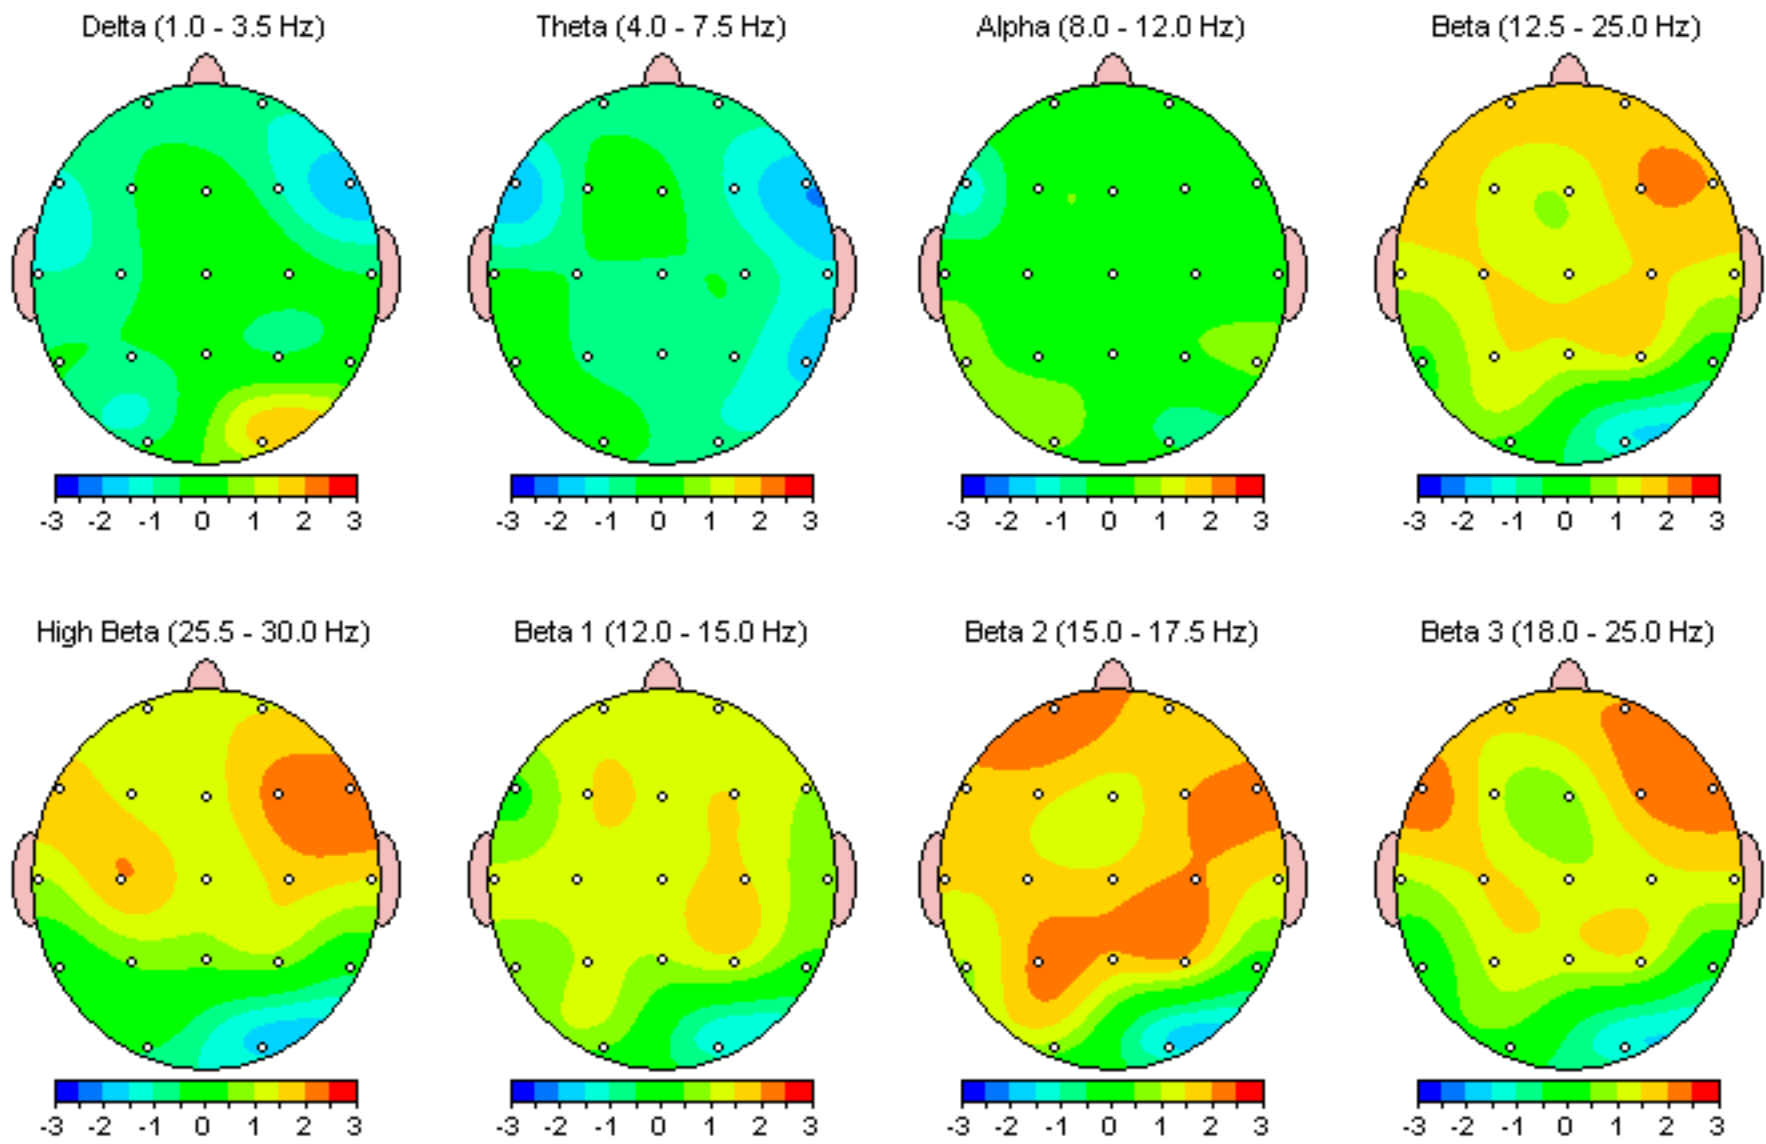 Delta (1.0 - 3.5 Hz) Theta (4.0 - 7.5 Hz) Alpha (8.0 - 12.0 Hz) Beta (12.5 - 25.0 Hz)
-3 -2 -1 0 1 2 3 -3 -2 -1 0 1 2 3 -3 -2 -1 0 1 2 3 -3 -2 -1 0 1 2 3
High Beta (25.5 - 30.0 Hz) Beta 1 (12.0 - 15.0 Hz) Beta 2 (15.0 - 17.5 Hz) Beta 3 (18.0 - 25.0 Hz)
-3 -2 -1 0 1 2 3 -3 -2 -1 0 1 2 3 -3 -2 -1 0 1 2 3 -3 -2 -1 0 1 2 3